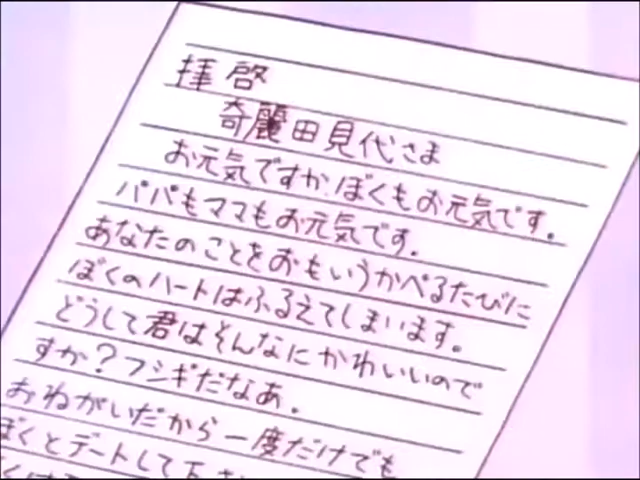 拝啓
奇麗田見代さま
お元気ですか.ぼくもお元気です.
パパもママもお元気です.
あなたのことをおもいうかべるたびに
ぼくのハートはふるえてしまいます。
どうして君はそんなにかわいいので
すか？フシギだなあ.
おねがいだから一度だけでも
ぼくとデートして下さ